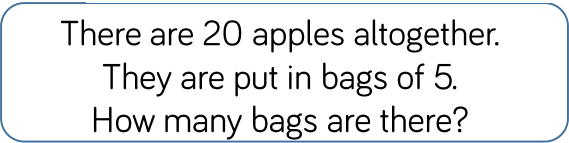 There are 20 apples altogether.
They are put in bags of 5.
How many bags are there?